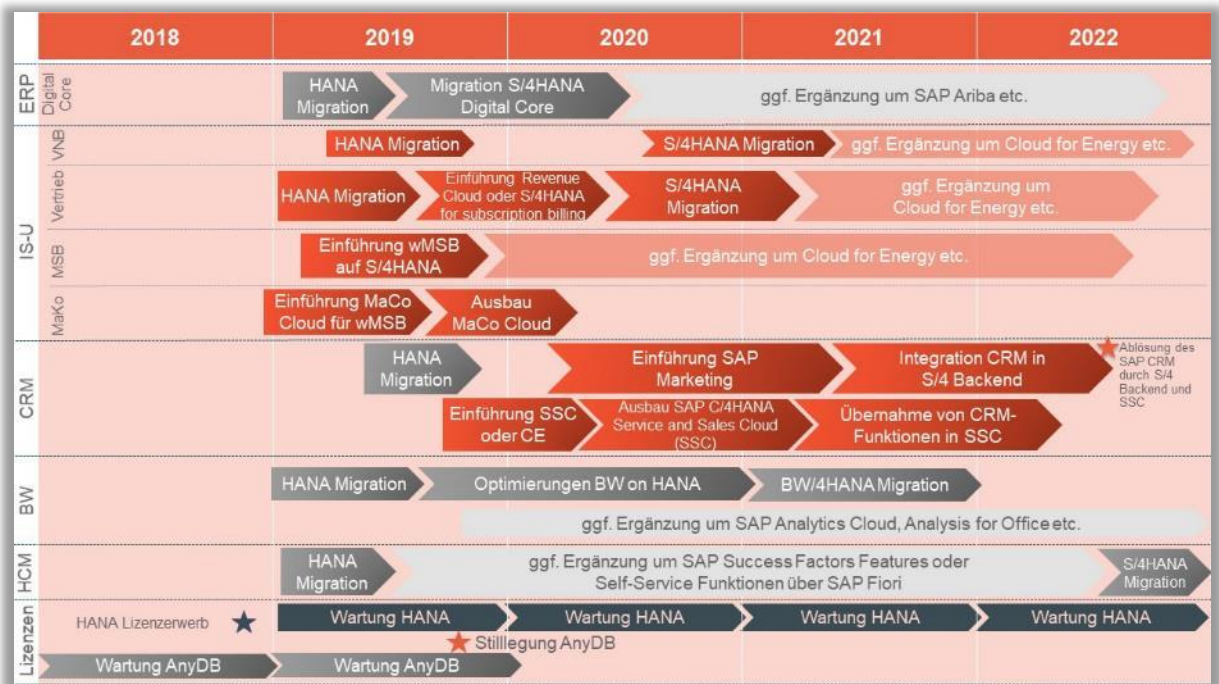 2018 2019 2020 2021 2022
ERP
Digital
Core
HANA
Migration
Migration S/4HANA
Digital Core
ggf. Ergänzung um SAP Ariba etc.
IS-U
VNB
HANA Migration
S/4HANA Migration
ggf. Ergänzung um Cloud for Energy etc.
Vertrieb
HANA Migration
Einführung Revenue
Cloud oder S/4HANA
for subscription billing
S/4HANA
Migration
ggf. Ergänzung um
Cloud for Energy etc.
MSB
Einführung wMSB
auf S/4HANA
ggf. Ergänzung um Cloud for Energy etc.
MaKo
Einführung MaCo
Cloud für wMSB
Ausbau
MaCo Cloud
CRM
HANA
Migration
Einführung SAP
Marketing
Integration CRM in
S/4 Backend
Ablösung des
SAP CRM
durch S/4
Backend und
SSC
Einführung SSC
oder CE
Ausbau SAP C/4HANA
Service and Sales Cloud
(SSC)
Übernahme von CRM-
Funktionen in SSC
BW
HANA Migration
Optimierungen BW on HANA
BW/4HANA Migration
ggf. Ergänzung um SAP Analytics Cloud, Analysis for Office etc.
HCM
HANA
Migration
ggf. Ergänzung um SAP Success Factors Features oder
Self-Service Funktionen über SAP Fiori
S/4HANA
Migration
Lizenzen
HANA Lizenzerwerb
Wartung HANA
Wartung HANA
Wartung HANA
Wartung HANA
Stilllegung AnyDB
Wartung AnyDB
Wartung AnyDB